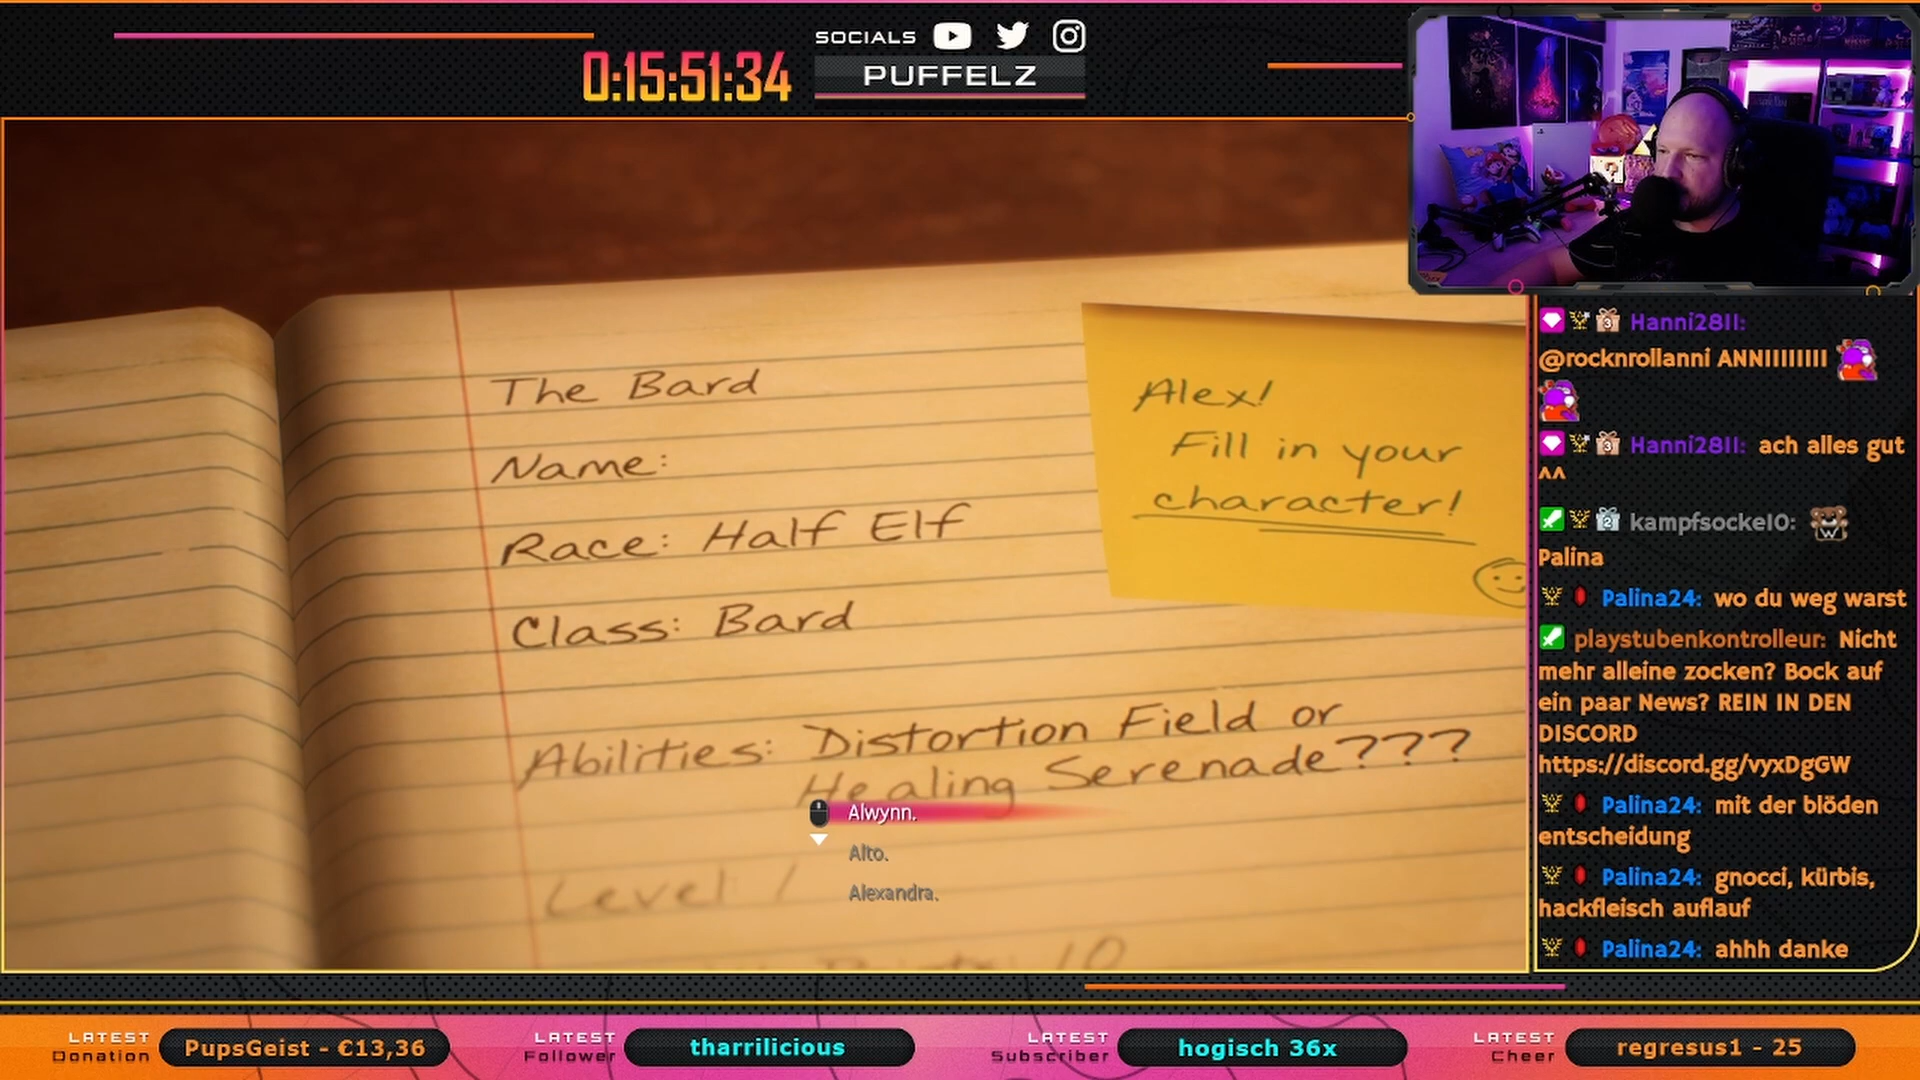 SOCIALS
0:15:51:34
PUFFELZ
The Bard
Name:
Race: Half Elf
Class: Bard
Abilities: Distortion Field or
Healing Serenade???
Level 1
10
Alex!
Fill in your
character!
Alwynn.
Alto.
Alexandra.
Hanni28II:
@rocknrollanni ANNIIIIIIII
Hanni28II: ach alles gut
^^
kampfsocke10:
Palina
Palina24: wo du weg warst
playstubenkontrolleur: Nicht
mehr alleine zocken? Bock auf
ein paar News? REIN IN DEN
DISCORD
https://discord.gg/vyxDgGW
Palina24: mit der blöden
entscheidung
Palina24: gnocci, kürbis,
hackfleisch auflauf
Palina24: ahhh danke
LATEST
Donation
PupsGeist - €13,36
LATEST
Follower
tharrilicious
LATEST
Subscriber
hogisch 36x
LATEST
Cheer
regresus1 - 25